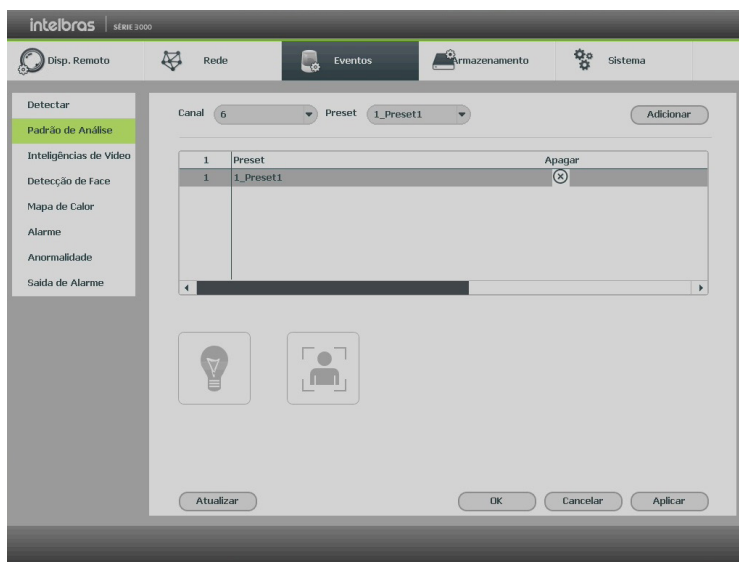 intelbras | SÉRIE 3000
Disp. Remoto
Rede
Eventos
Armazenamento
Sistema
Detectar
Padrão de Análise
Inteligências de Vídeo
Detecção de Face
Mapa de Calor
Alarme
Anormalidade
Saida de Alarme
Canal 6 Preset 1_Preset1 Adicionar
1 Preset Apagar
1 1_Preset1
Atualizar OK Cancelar Aplicar